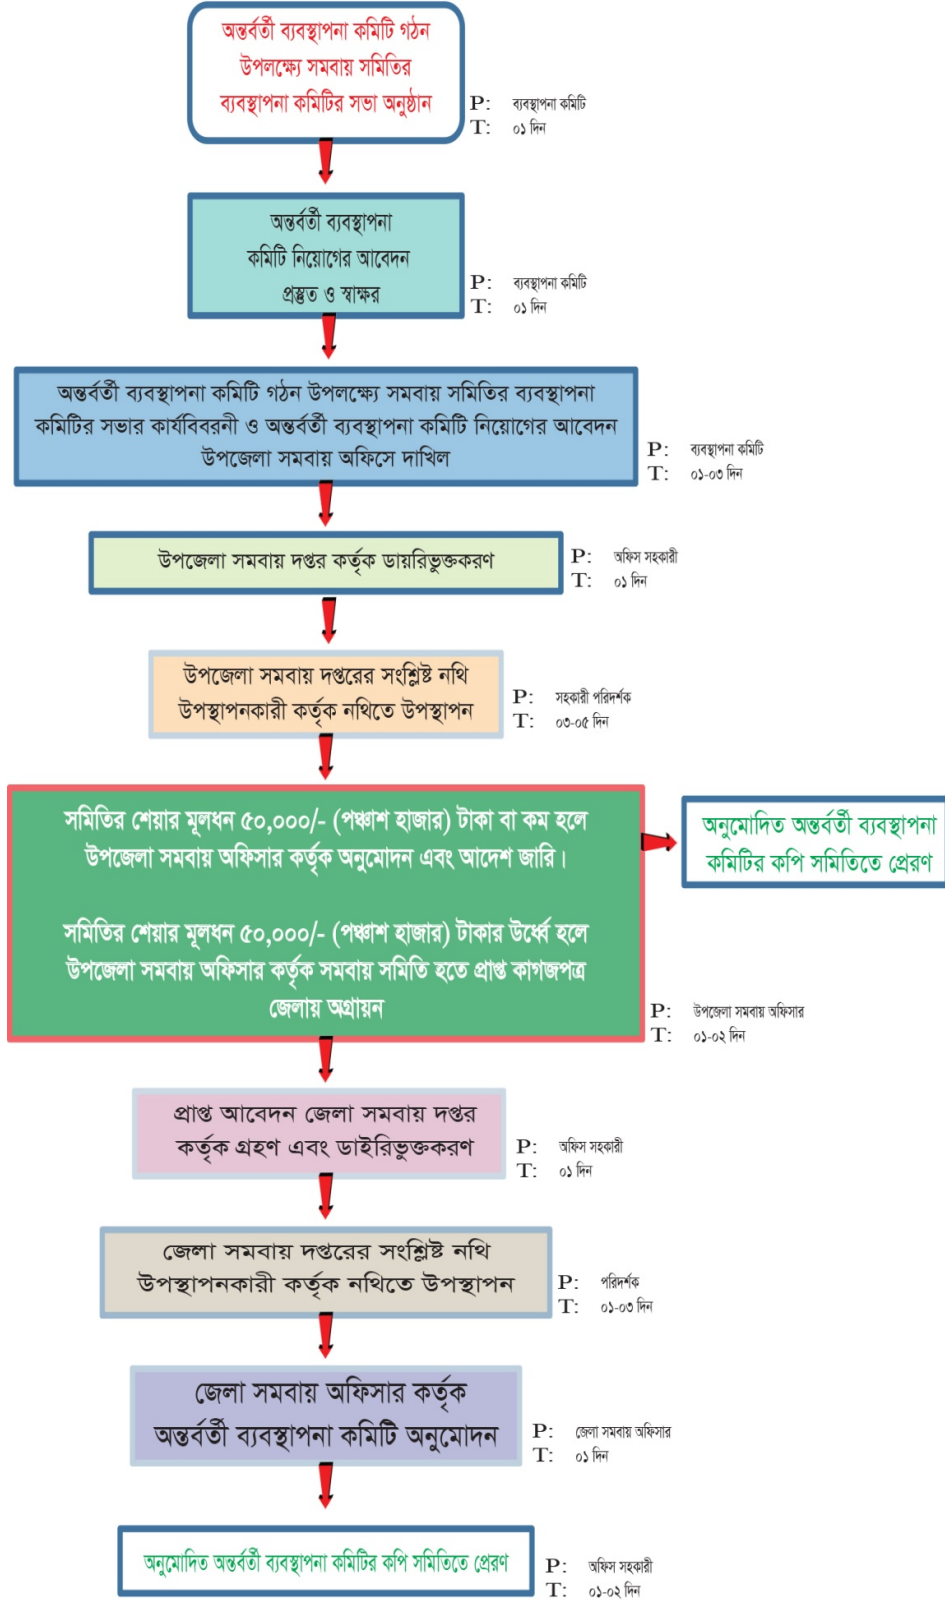 অন্তর্বর্তী ব্যবস্থাপনা কমিটি গঠন
উপলক্ষ্যে সমবায় সমিতির
ব্যবস্থাপনা কমিটির সভা অনুষ্ঠান
P: ব্যবস্থাপনা কমিটি
T: ০১ দিন
অন্তর্বর্তী ব্যবস্থাপনা
কমিটি নিয়োগের আবেদন
প্রস্তুত ও স্বাক্ষর
P: ব্যবস্থাপনা কমিটি
T: ০১ দিন
অন্তর্বর্তী ব্যবস্থাপনা কমিটি গঠন উপলক্ষ্যে সমবায় সমিতির ব্যবস্থাপনা
কমিটির সভার কার্যবিবরনী ও অন্তর্বর্তী ব্যবস্থাপনা কমিটি নিয়োগের আবেদন
উপজেলা সমবায় অফিসে দাখিল
P: ব্যবস্থাপনা কমিটি
T: ০১-০৩ দিন
উপজেলা সমবায় দপ্তর কর্তৃক ডায়রিভুক্তকরণ
P: অফিস সহকারী
T: ০১ দিন
উপজেলা সমবায় দপ্তরের সংশ্লিষ্ট নথি
উপস্থাপনকারী কর্তৃক নথিতে উপস্থাপন
P: সহকারী পরিদর্শক
T: ০৩-০৫ দিন
সমিতির শেয়ার মূলধন ৫০,০০০/- (পঞ্চাশ হাজার) টাকা বা কম হলে
উপজেলা সমবায় অফিসার কর্তৃক অনুমোদন এবং আদেশ জারি।
সমিতির শেয়ার মূলধন ৫০,০০০/- (পঞ্চাশ হাজার) টাকার উর্ধ্বে হলে
উপজেলা সমবায় অফিসার কর্তৃক সমবায় সমিতি হতে প্রাপ্ত কাগজপত্র
জেলায় অগ্রায়ন
P: উপজেলা সমবায় অফিসার
T: ০১-০২ দিন
অনুমোদিত অন্তর্বর্তী ব্যবস্থাপনা
কমিটির কপি সমিতিতে প্রেরণ
প্রাপ্ত আবেদন জেলা সমবায় দপ্তর
কর্তৃক গ্রহণ এবং ডাইরিভুক্তকরণ
P: অফিস সহকারী
T: ০১ দিন
জেলা সমবায় দপ্তরের সংশ্লিষ্ট নথি
উপস্থাপনকারী কর্তৃক নথিতে উপস্থাপন
P: পরিদর্শক
T: ০১-০৩ দিন
জেলা সমবায় অফিসার কর্তৃক
অন্তর্বর্তী ব্যবস্থাপনা কমিটি অনুমোদন
P: জেলা সমবায় অফিসার
T: ০১ দিন
অনুমোদিত অন্তর্বর্তী ব্যবস্থাপনা কমিটির কপি সমিতিতে প্রেরণ
P: অফিস সহকারী
T: ০১-০২ দিন